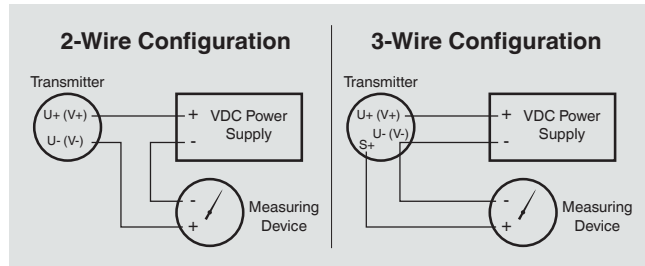 2-Wire Configuration
Transmitter
U+ (V+)
U- (V-)
+ VDC Power
- Supply
-
+
Measuring
Device
3-Wire Configuration
Transmitter
U+ (V+)
U- (V-)
S+
+ VDC Power
- Supply
-
+
Measuring
Device